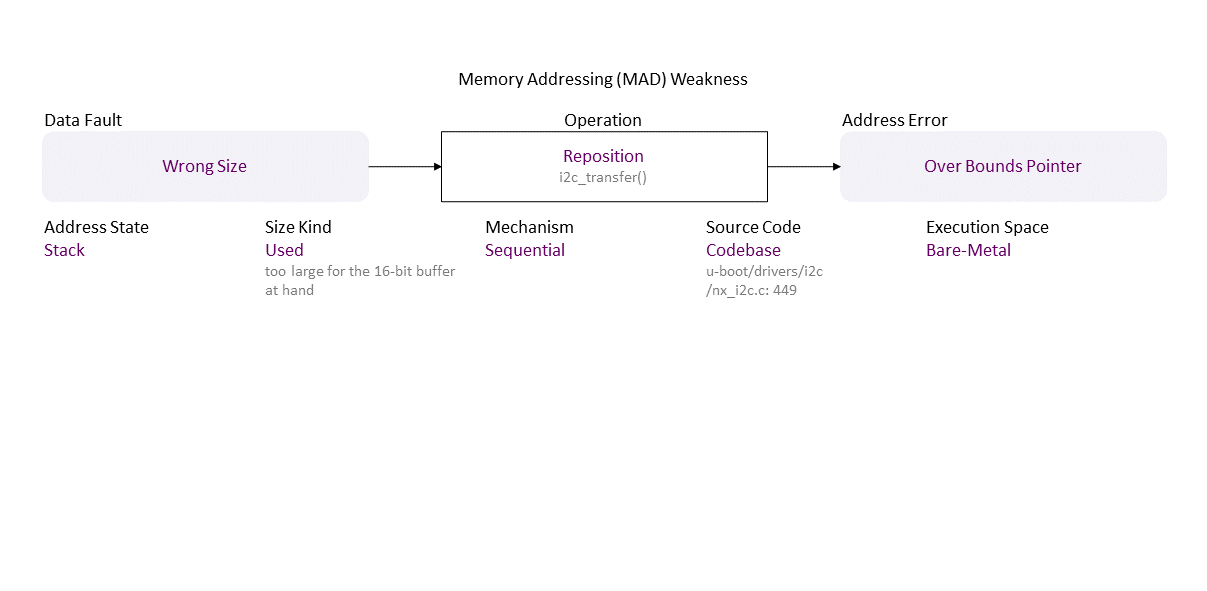 Memory Addressing (MAD) Weakness
Data Fault
Operation
Address Error
Wrong Size
Reposition
i2c_transfer()
Over Bounds Pointer
Address State
Stack
Size Kind
Used
too large for the 16-bit buffer
at hand
Mechanism
Sequential
Source Code
Codebase
u-boot/drivers/i2c
/nx_i2c.c: 449
Execution Space
Bare-Metal